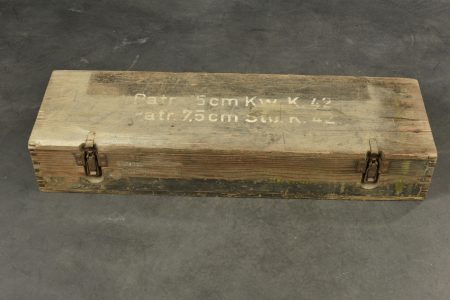 Patr. 5cm Kw. K. 42
Patr. 7,5cm Stu. K. 42